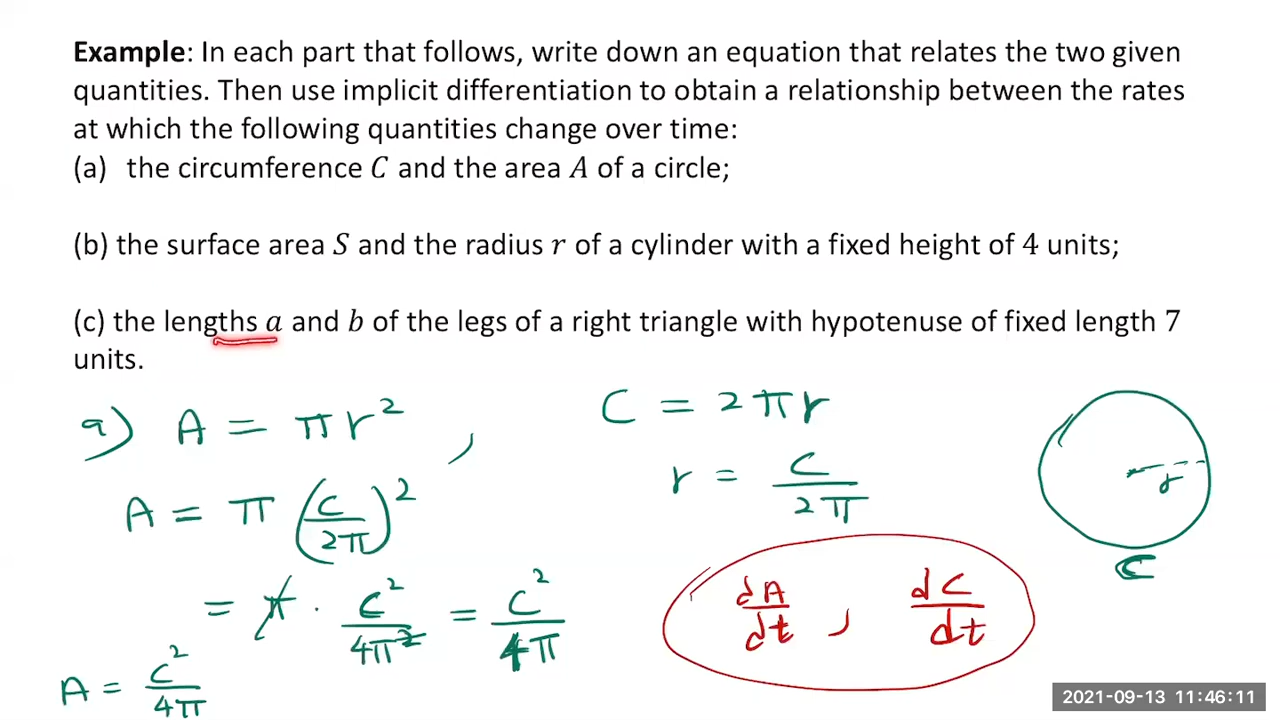 Example: In each part that follows, write down an equation that relates the two given
quantities. Then use implicit differentiation to obtain a relationship between the rates
at which the following quantities change over time:
(a) the circumference C and the area A of a circle;
(b) the surface area S and the radius r of a cylinder with a fixed height of 4 units;
(c) the lengths a and b of the legs of a right triangle with hypotenuse of fixed length 7
units.
a) A = πr² ,
C = 2πr
r = C/2π
A = π (C/2π)²
= π · C²/4π² = C²/4π
A = C²/4π
dA/dt , dC/dt
r
C
2021-09-13 11:46:11